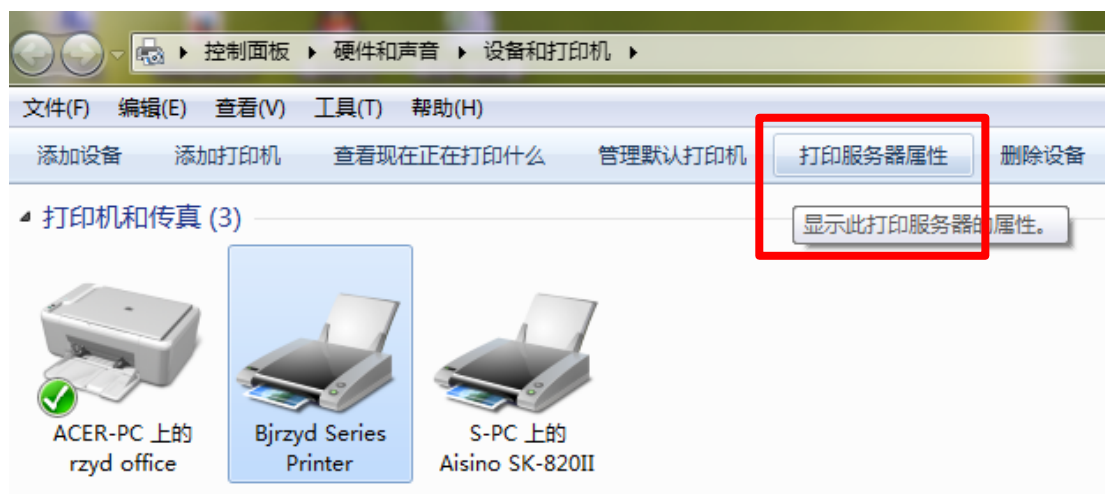 控制面板 硬件和声音 设备和打印机
文件(F) 编辑(E) 查看(V) 工具(T) 帮助(H)
添加设备 添加打印机 查看现在正在打印什么 管理默认打印机 打印服务器属性 删除设备
打印机和传真 (3)
显示此打印服务器的属性。
ACER-PC 上的
rzyd office
Bjrzyd Series
Printer
S-PC 上的
Aisino SK-820II